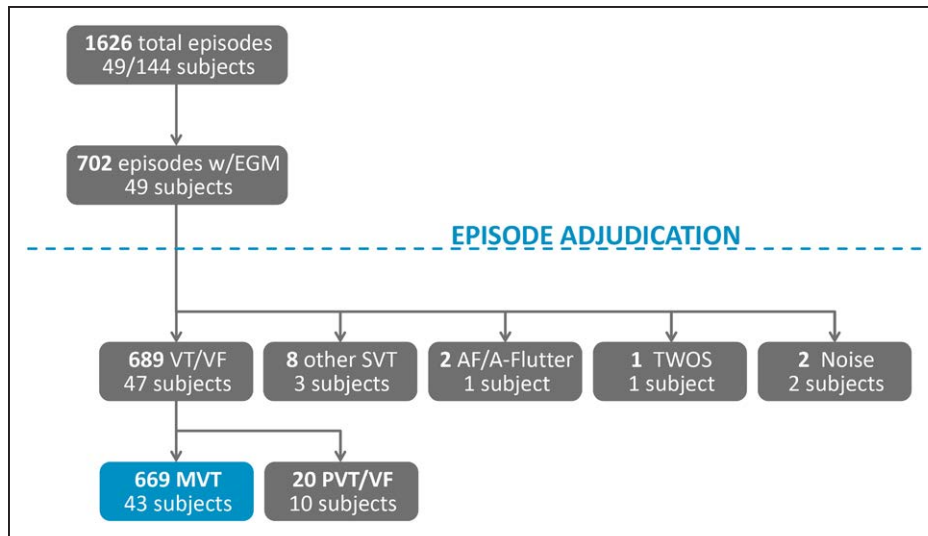 1626 total episodes
49/144 subjects
702 episodes w/EGM
49 subjects
EPISODE ADJUDICATION
689 VT/VF
47 subjects
8 other SVT
3 subjects
2 AF/A-Flutter
1 subject
1 TWOS
1 subject
2 Noise
2 subjects
669 MVT
43 subjects
20 PVT/VF
10 subjects